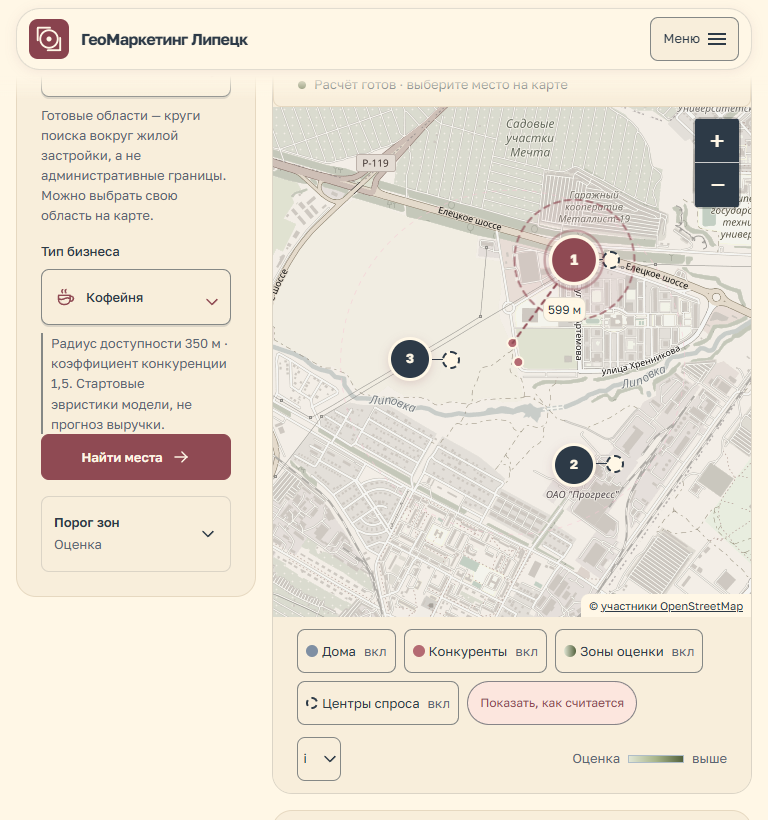 ГеоМаркетинг Липецк
Меню
Готовые области — круги
поиска вокруг жилой
застройки, а не
административные границы.
Можно выбрать свою
область на карте.
Тип бизнеса
Кофейня
Радиус доступности 350 м ·
коэффициент конкуренции
1,5. Стартовые
эвристики модели, не
прогноз выручки.
Найти места
Порог зон
Оценка
Расчёт готов · выберите место на карте
Садовые
участки
Мечта
Р-119
+
−
Гаражный
кооператив
Металлист-19
Елецкое шоссе
1
Елецкое шоссе
шоссе
599 м
3
улица Хренникова
Липовка
Липовка
2
ОАО "Прогресс"
© участники OpenStreetMap
Дома вкл
Конкуренты вкл
Зоны оценки вкл
Центры спроса вкл
Показать, как считается
i
Оценка
выше